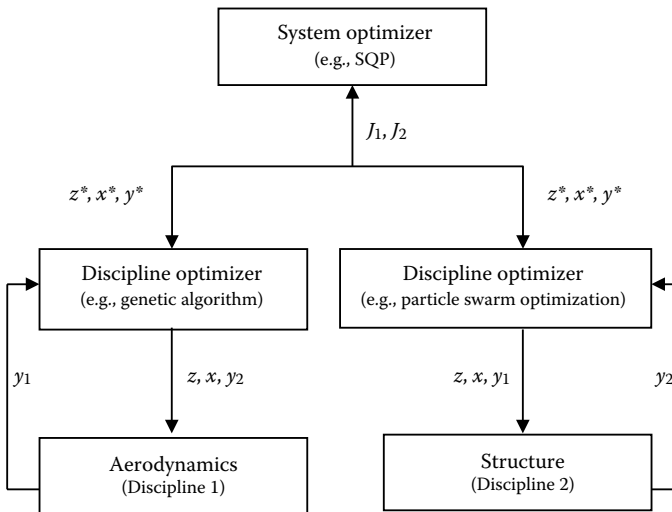 System optimizer
(e.g., SQP)
J1, J2
z*, x*, y*
z*, x*, y*
Discipline optimizer
(e.g., genetic algorithm)
Discipline optimizer
(e.g., particle swarm optimization)
y1
z, x, y2
z, x, y1
y2
Aerodynamics
(Discipline 1)
Structure
(Discipline 2)